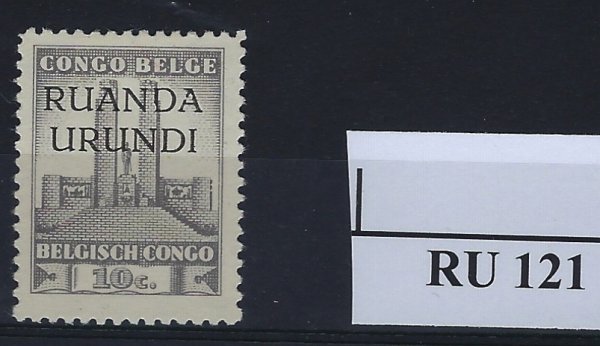 CONGO BELGE
RUANDA
URUNDI
BELGISCH CONGO
10c.
RU 121